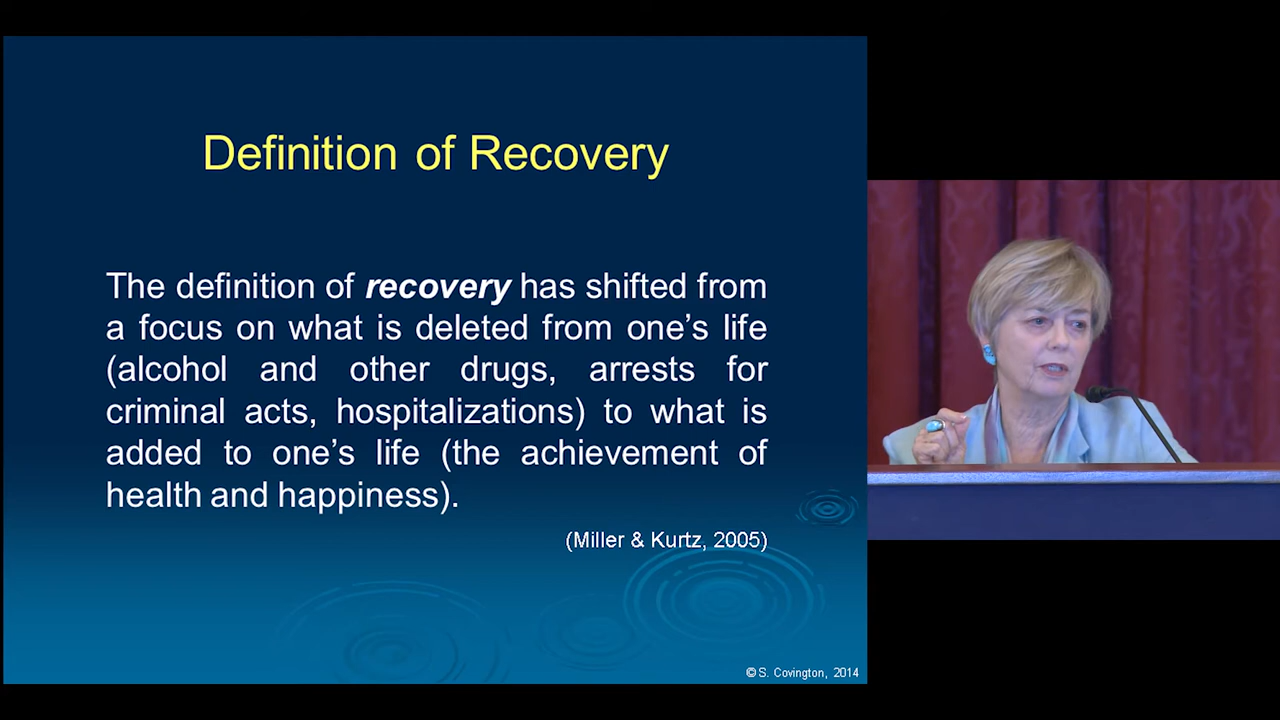 Definition of Recovery
The definition of recovery has shifted from
a focus on what is deleted from one's life
(alcohol and other drugs, arrests for
criminal acts, hospitalizations) to what is
added to one's life (the achievement of
health and happiness).
(Miller & Kurtz, 2005)
© S. Covington, 2014